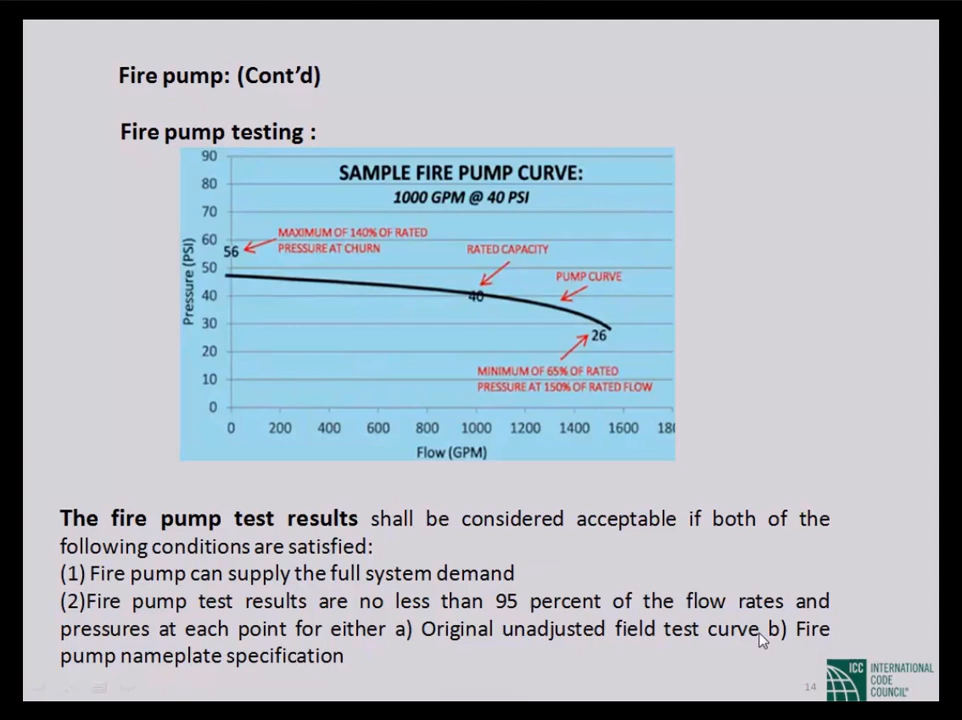 Fire pump: (Cont’d)
Fire pump testing :
SAMPLE FIRE PUMP CURVE:
1000 GPM @ 40 PSI
90
80
70
60
50
40
30
20
10
0
Pressure (PSI)
56
MAXIMUM OF 140% OF RATED
PRESSURE AT CHURN
RATED CAPACITY
40
PUMP CURVE
26
MINIMUM OF 65% OF RATED
PRESSURE AT 150% OF RATED FLOW
0 200 400 600 800 1000 1200 1400 1600
Flow (GPM)
The fire pump test results shall be considered acceptable if both of the
following conditions are satisfied:
(1) Fire pump can supply the full system demand
(2)Fire pump test results are no less than 95 percent of the flow rates and
pressures at each point for either a) Original unadjusted field test curve b) Fire
pump nameplate specification
14
ICC INTERNATIONAL
CODE
COUNCIL®